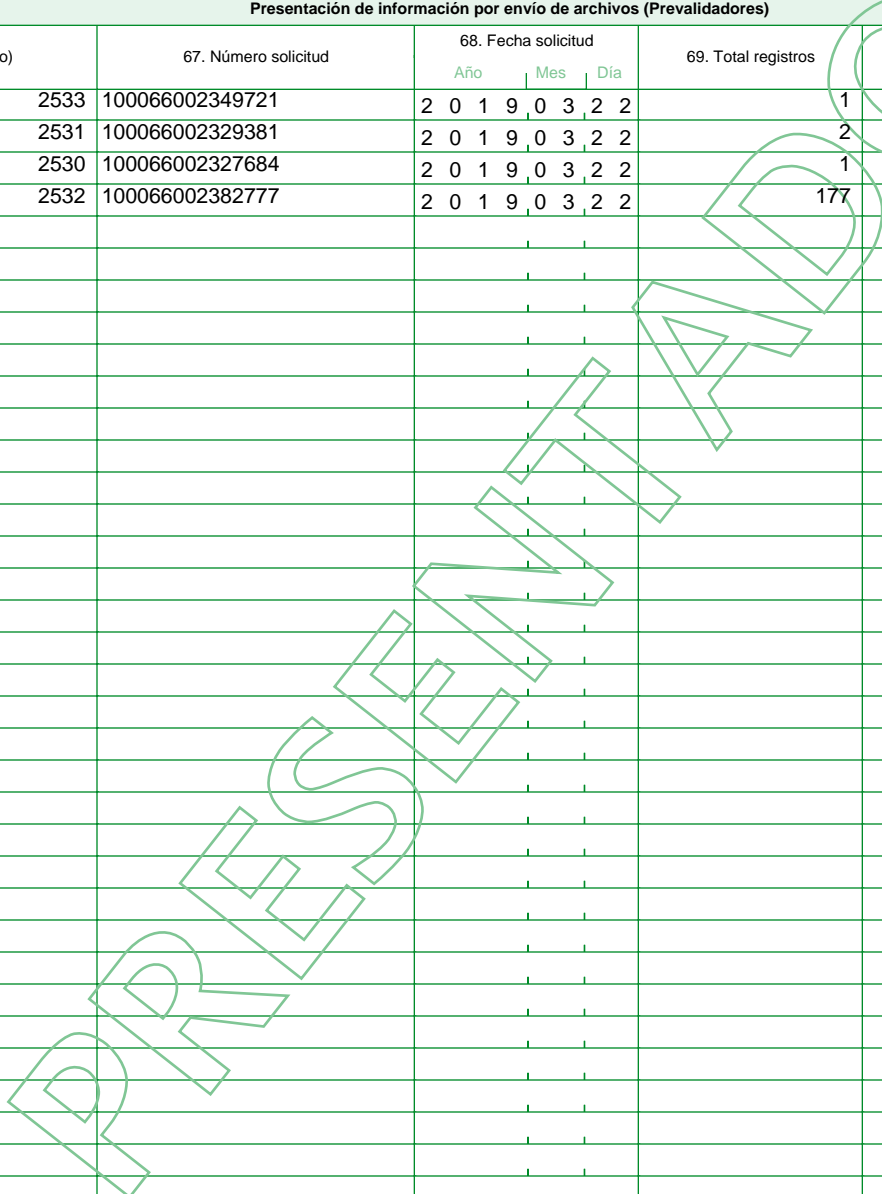 Presentación de información por envío de archivos (Prevalidadores)
o) 67. Número solicitud 68. Fecha solicitud 69. Total registros
Año Mes Día
2533 100066002349721 2 0 1 9 0 3 2 2 1
2531 100066002329381 2 0 1 9 0 3 2 2 2
2530 100066002327684 2 0 1 9 0 3 2 2 1
2532 100066002382777 2 0 1 9 0 3 2 2 177
PRESENTADO